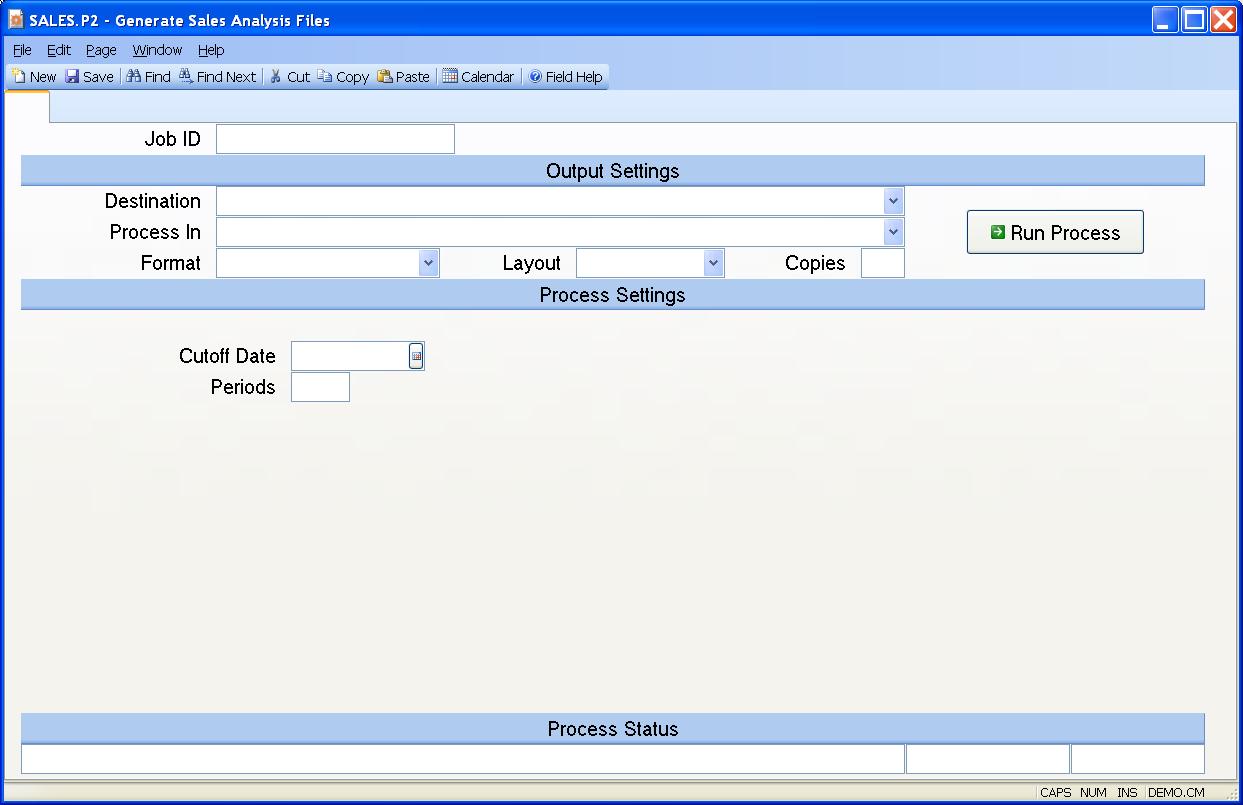 SALES.P2 - Generate Sales Analysis Files
File Edit Page Window Help
New Save Find Find Next Cut Copy Paste Calendar Field Help
Job ID
Output Settings
Destination
Process In
Run Process
Format Layout Copies
Process Settings
Cutoff Date
Periods
Process Status
CAPS NUM INS DEMO.CM